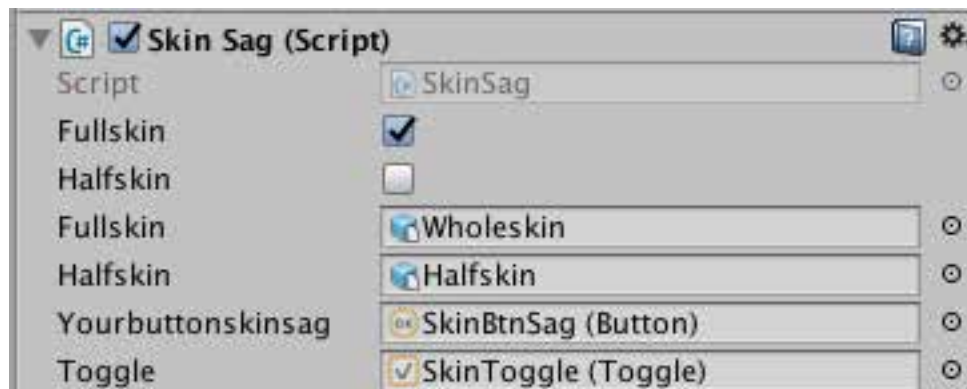 Skin Sag (Script)
Script SkinSag
Fullskin
Halfskin
Fullskin Wholeskin
Halfskin Halfskin
Yourbuttonskinsag SkinBtnSag (Button)
Toggle SkinToggle (Toggle)